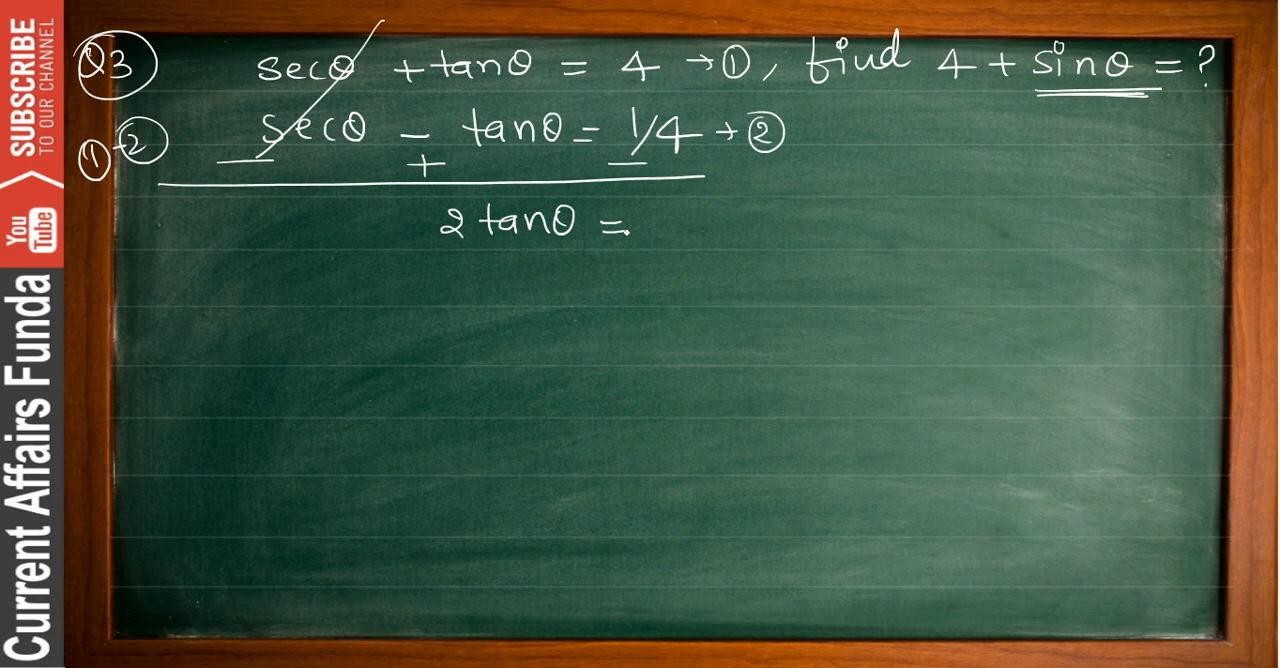 Q3 secθ + tanθ = 4 → ①, find 4 + sinθ = ?
① - ② secθ - tanθ = 1/4 → ②
- + -
2 tanθ =
SUBSCRIBE
TO OUR CHANNEL
You Tube
Current Affairs Funda